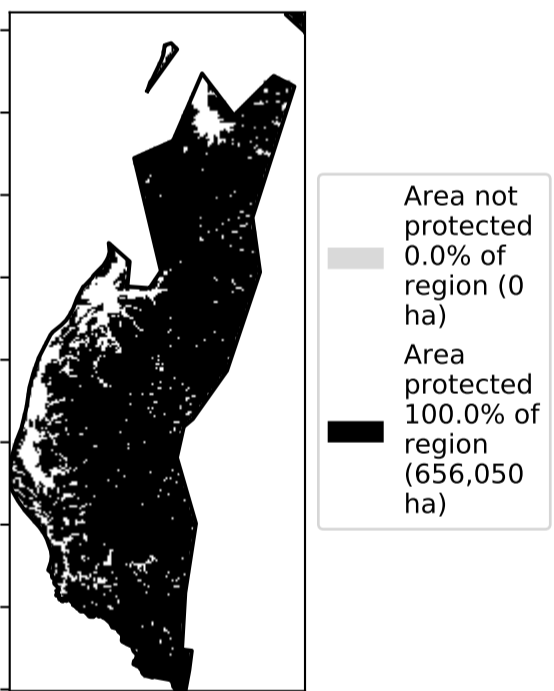 Area not
protected
0.0% of
region (0
ha)
Area
protected
100.0% of
region
(656,050
ha)